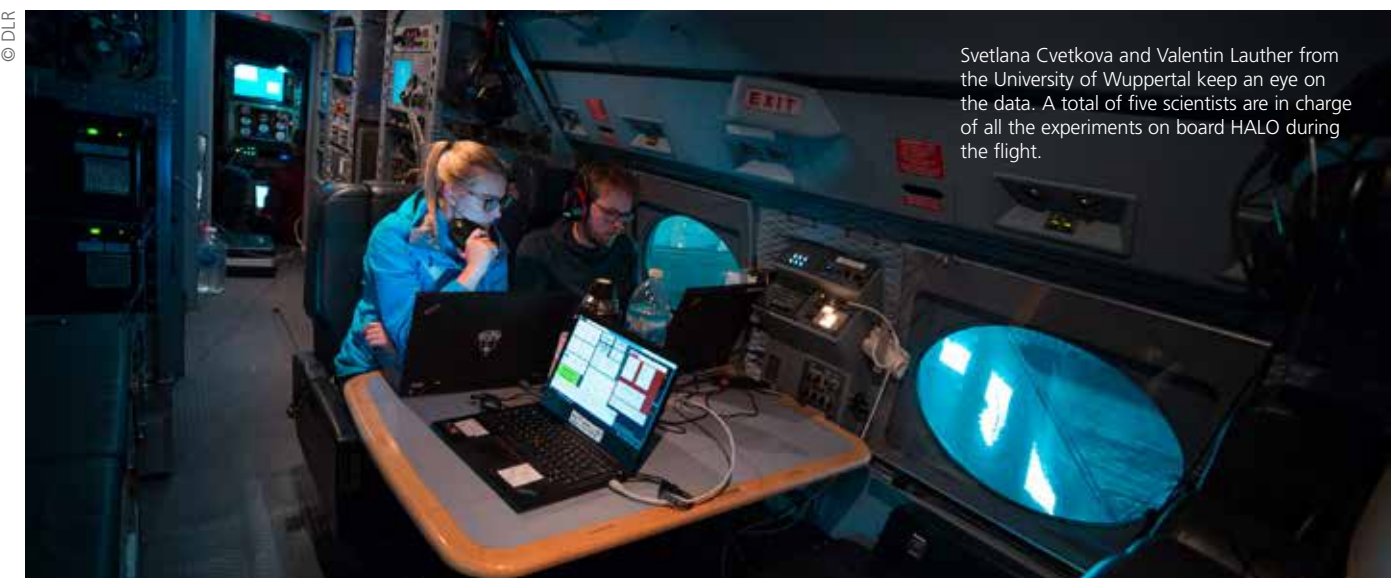 © DLR
Svetlana Cvetkova and Valentin Lauther from
the University of Wuppertal keep an eye on
the data. A total of five scientists are in charge
of all the experiments on board HALO during
the flight.
EXIT